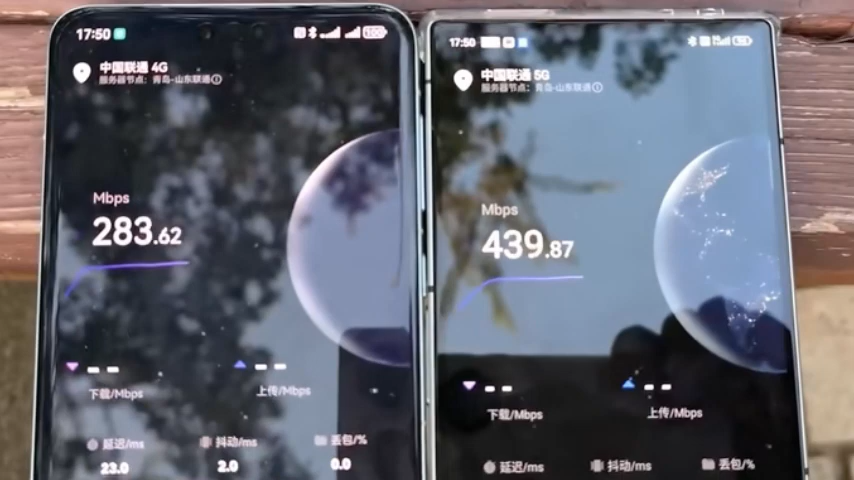 17:50
100
中国联通 4G
服务器节点：青岛-山东联通
Mbps
283.62
下载/Mbps
上传/Mbps
延迟/ms
抖动/ms
丢包/%
23.0
2.0
0.0
17:50
中国联通 5G
服务器节点：青岛-山东联通
Mbps
439.87
下载/Mbps
上传/Mbps
延迟/ms
抖动/ms
丢包/%